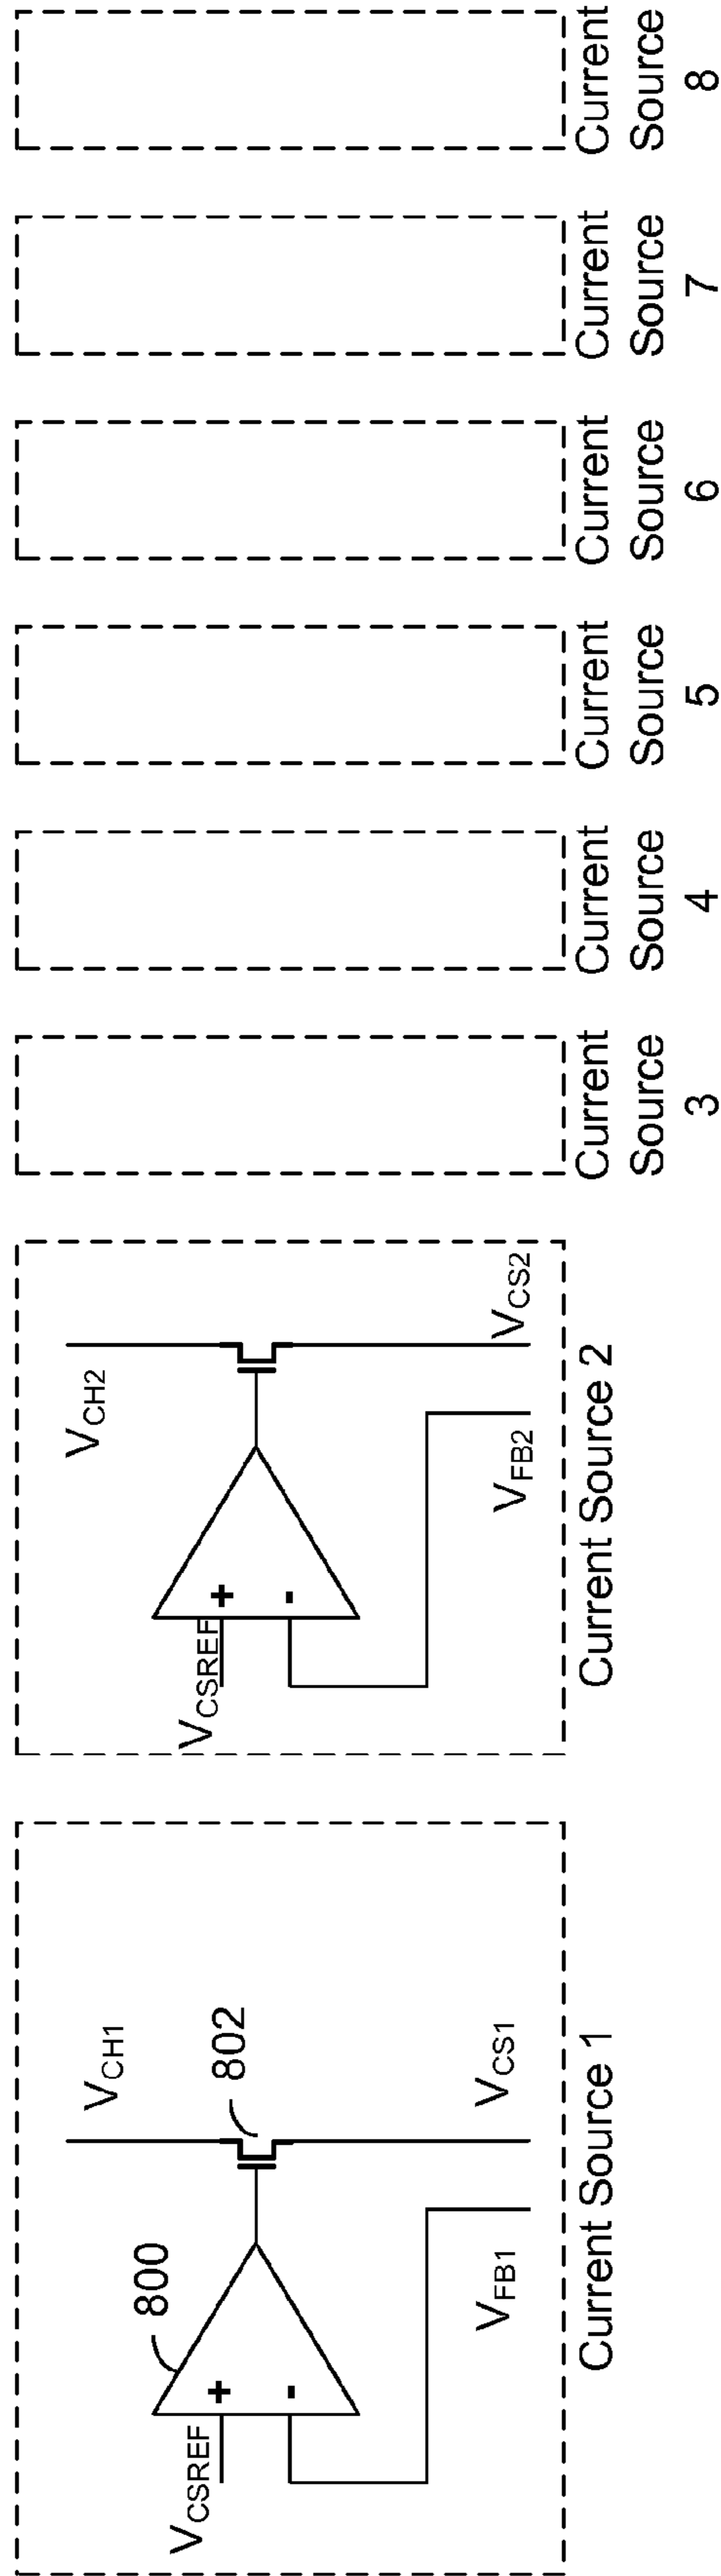 V_CSREF
800
+
-
V_CH1
802
V_FB1
V_CS1
Current Source 1
V_CSREF
+
-
V_CH2
V_FB2
V_CS2
Current Source 2
Current
Source
3
Current
Source
4
Current
Source
5
Current
Source
6
Current
Source
7
Current
Source
8